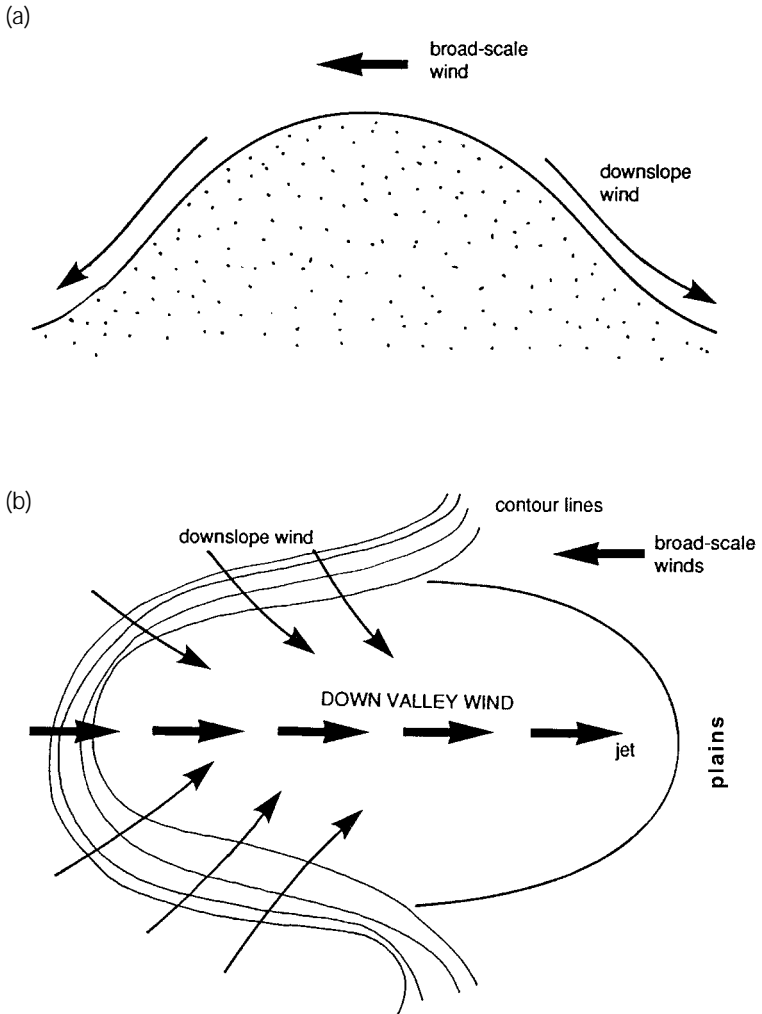 (a)
broad-scale
wind
downslope
wind
(b)
contour lines
downslope wind
broad-scale
winds
DOWN VALLEY WIND
jet
plains